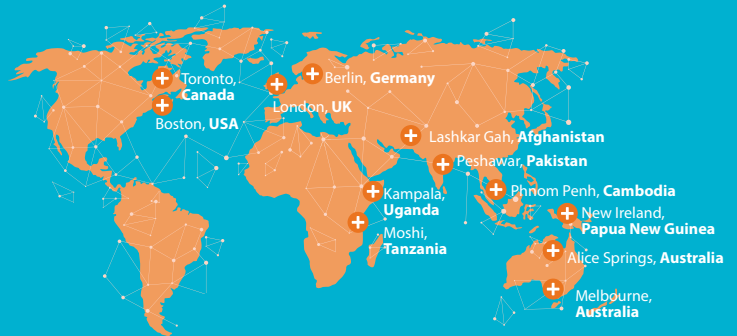 Toronto,
Canada
Boston, USA
Berlin, Germany
London, UK
Lashkar Gah, Afghanistan
Peshawar, Pakistan
Kampala,
Uganda
Moshi,
Tanzania
Phnom Penh, Cambodia
New Ireland,
Papua New Guinea
Alice Springs, Australia
Melbourne,
Australia